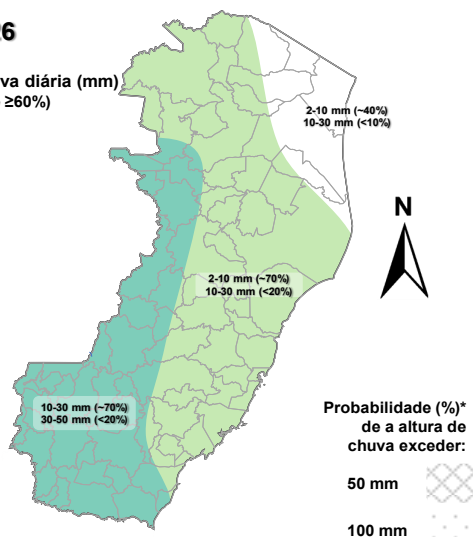 26
va diária (mm)
≥60%)
2-10 mm (~40%)
10-30 mm (<10%)
N
2-10 mm (~70%)
10-30 mm (<20%)
10-30 mm (~70%)
30-50 mm (<20%)
Probabilidade (%)*
de a altura de
chuva exceder:
50 mm
100 mm